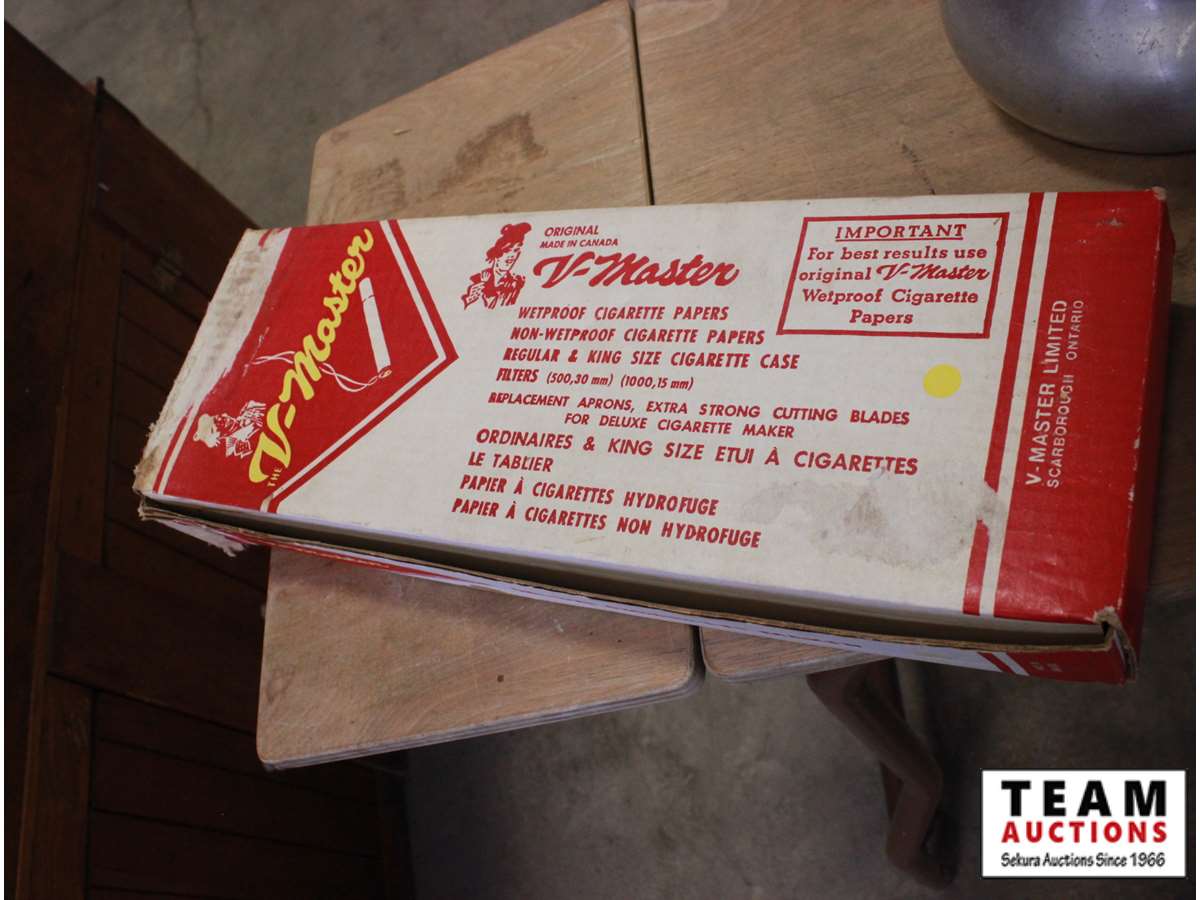 THE V-Master
ORIGINAL
MADE IN CANADA
V-Master
WETPROOF CIGARETTE PAPERS
NON-WETPROOF CIGARETTE PAPERS
REGULAR & KING SIZE CIGARETTE CASE
FILTERS (500,30 mm) (1000,15 mm)
REPLACEMENT APRONS, EXTRA STRONG CUTTING BLADES
FOR DELUXE CIGARETTE MAKER
ORDINAIRES & KING SIZE ETUI À CIGARETTES
LE TABLIER
PAPIER À CIGARETTES HYDROFUGE
PAPIER À CIGARETTES NON HYDROFUGE
IMPORTANT
For best results use
original V-Master
Wetproof Cigarette
Papers
V-MASTER LIMITED
SCARBOROUGH ONTARIO
TEAM
AUCTIONS
Sekura Auctions Since 1966